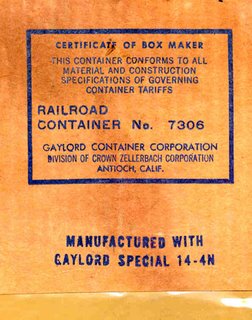 CERTIFICATE OF BOX MAKER
THIS CONTAINER CONFORMS TO ALL
MATERIAL AND CONSTRUCTION
SPECIFICATIONS OF GOVERNING
CONTAINER TARIFFS
RAILROAD
CONTAINER No. 7306
GAYLORD CONTAINER CORPORATION
DIVISION OF CROWN ZELLERBACH CORPORATION
ANTIOCH, CALIF.
MANUFACTURED WITH
GAYLORD SPECIAL 14-4N